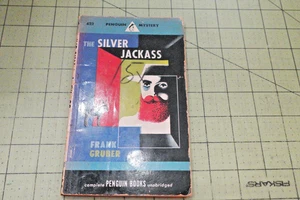 PENGUIN MYSTERY
THE SILVER
JACKASS
FRANK
GRUBER
complete PENGUIN BOOKS unabridged
FISKARS